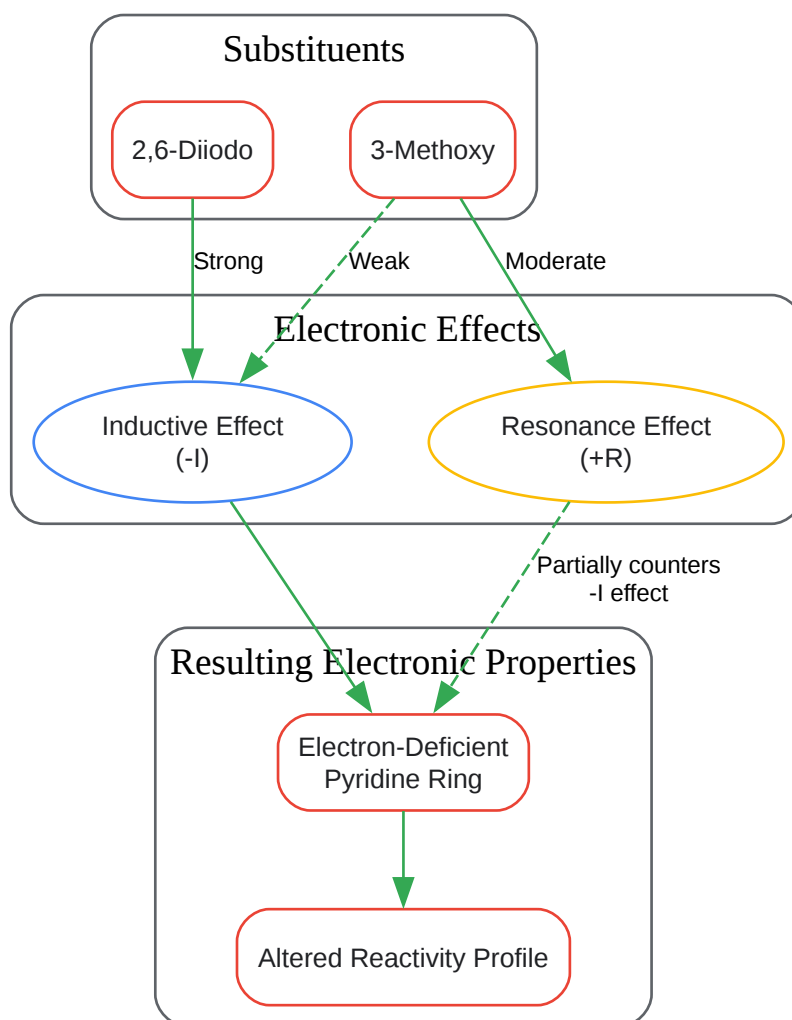 Substituents
2,6-Diiodo
3-Methoxy
Strong
Weak
Moderate
Electronic Effects
Inductive Effect
(-I)
Resonance Effect
(+R)
Partially counters
-I effect
Resulting Electronic Properties
Electron-Deficient
Pyridine Ring
Altered Reactivity Profile